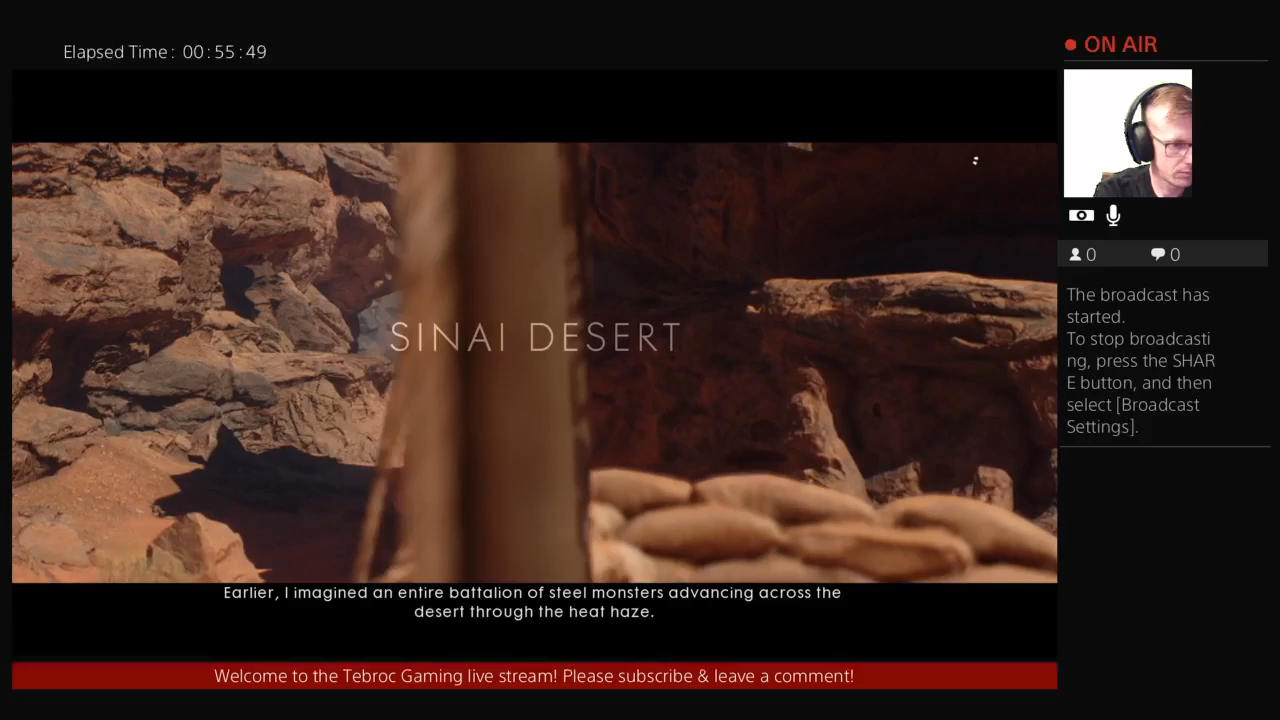 Elapsed Time: 00:55:49
ON AIR
0 0
The broadcast has
started.
To stop broadcasti
ng, press the SHAR
E button, and then
select [Broadcast
Settings].
SINAI DESERT
Earlier, I imagined an entire battalion of steel monsters advancing across the
desert through the heat haze.
Welcome to the Tebroc Gaming live stream! Please subscribe & leave a comment!